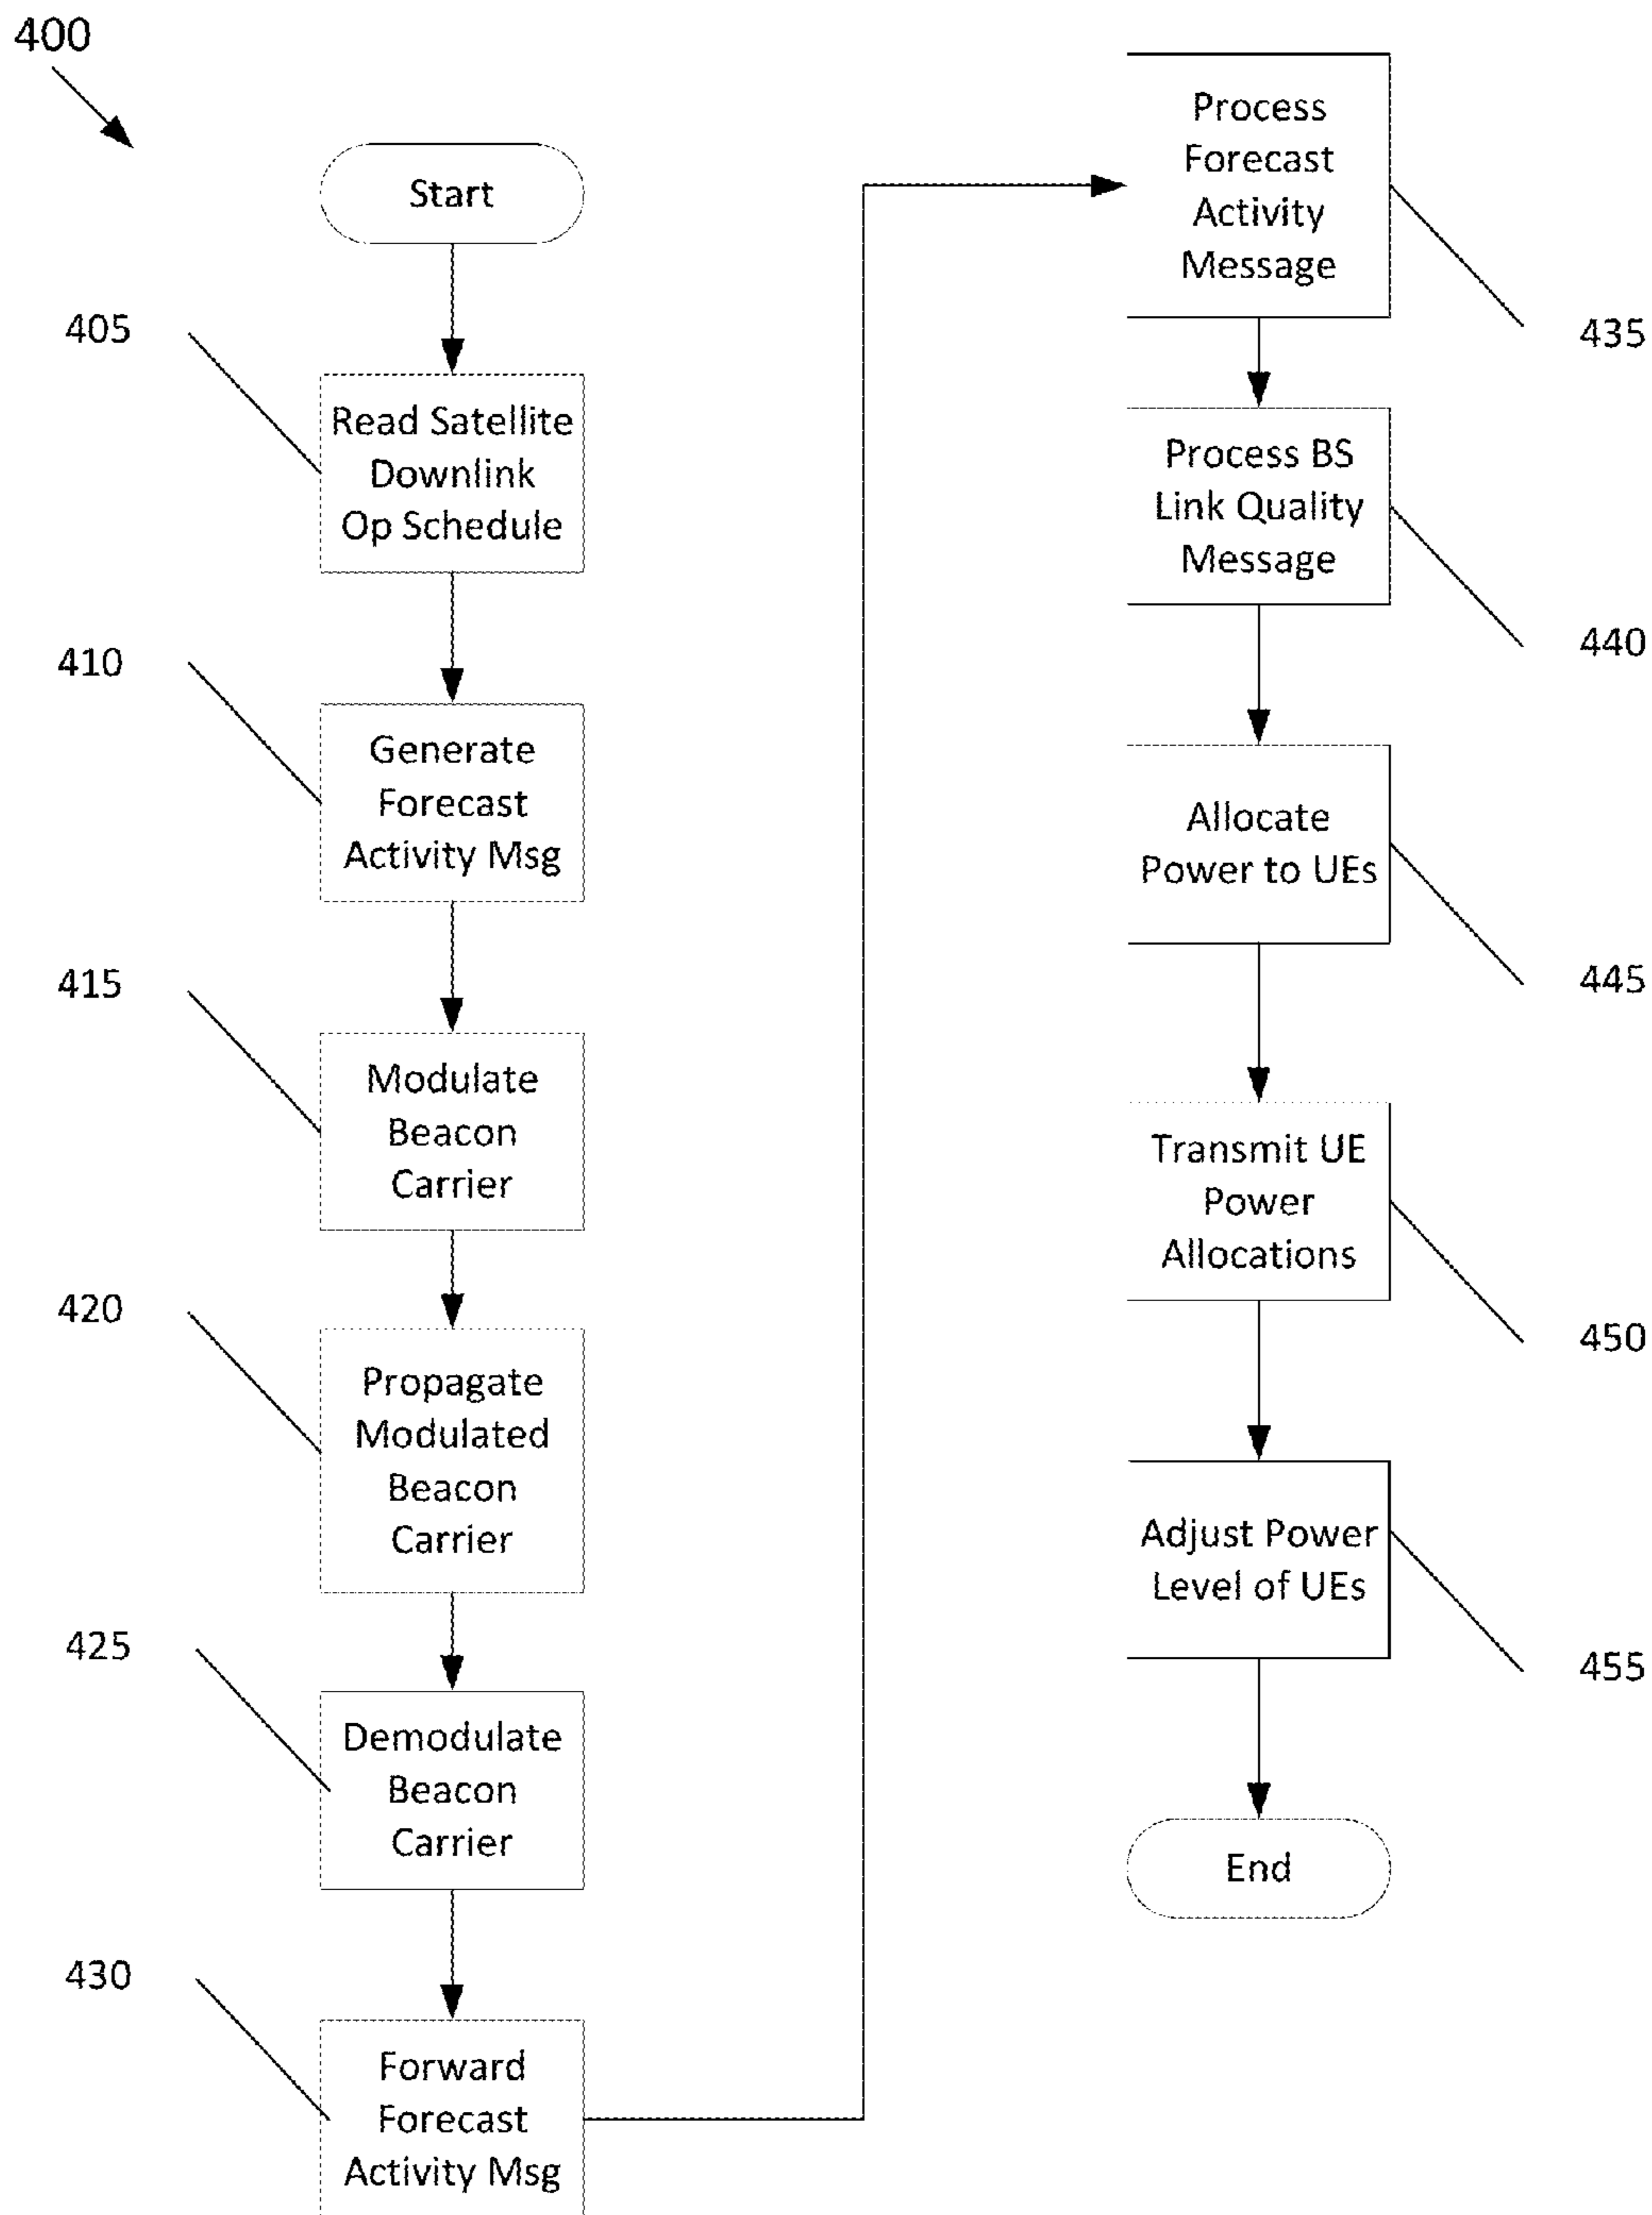 400
Start
405
Read Satellite
Downlink
Op Schedule
410
Generate
Forecast
Activity Msg
415
Modulate
Beacon
Carrier
420
Propagate
Modulated
Beacon
Carrier
425
Demodulate
Beacon
Carrier
430
Forward
Forecast
Activity Msg
Process
Forecast
Activity
Message
435
Process BS
Link Quality
Message
440
Allocate
Power to UEs
445
Transmit UE
Power
Allocations
450
Adjust Power
Level of UEs
455
End